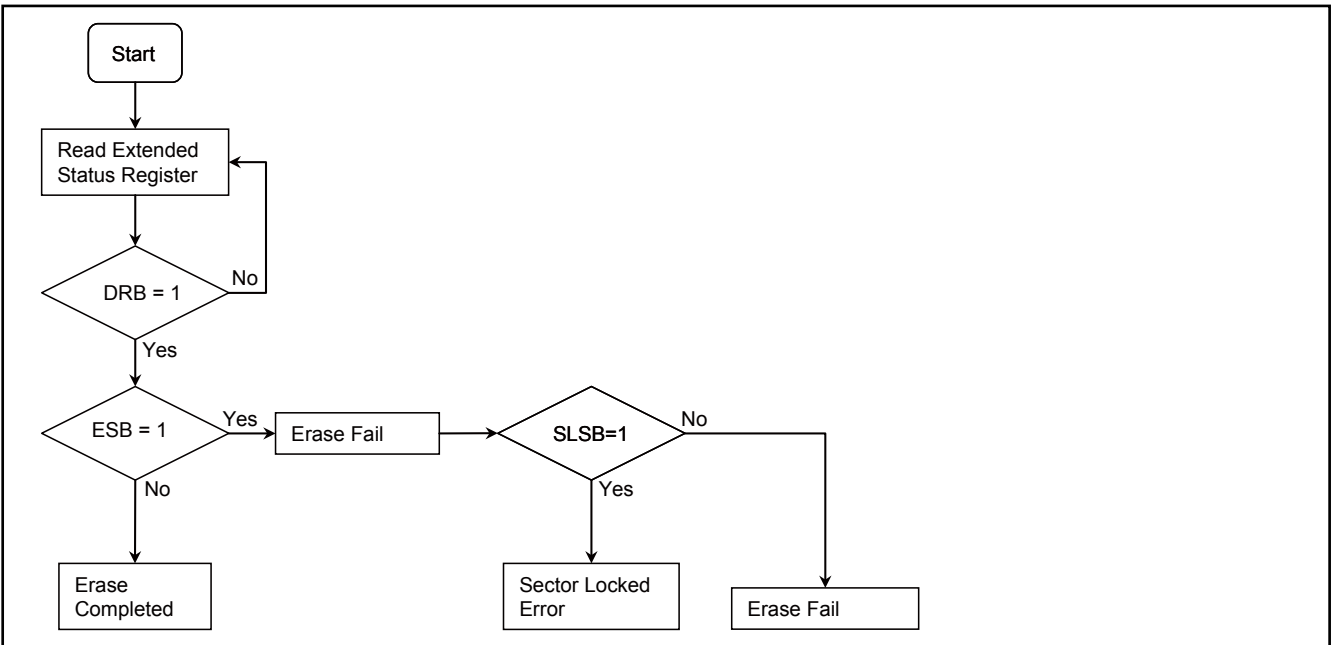 Start
Read Extended
Status Register
DRB = 1
No
Yes
ESB = 1
Yes
Erase Fail
SLSB=1
No
No
Yes
Erase
Completed
Sector Locked
Error
Erase Fail